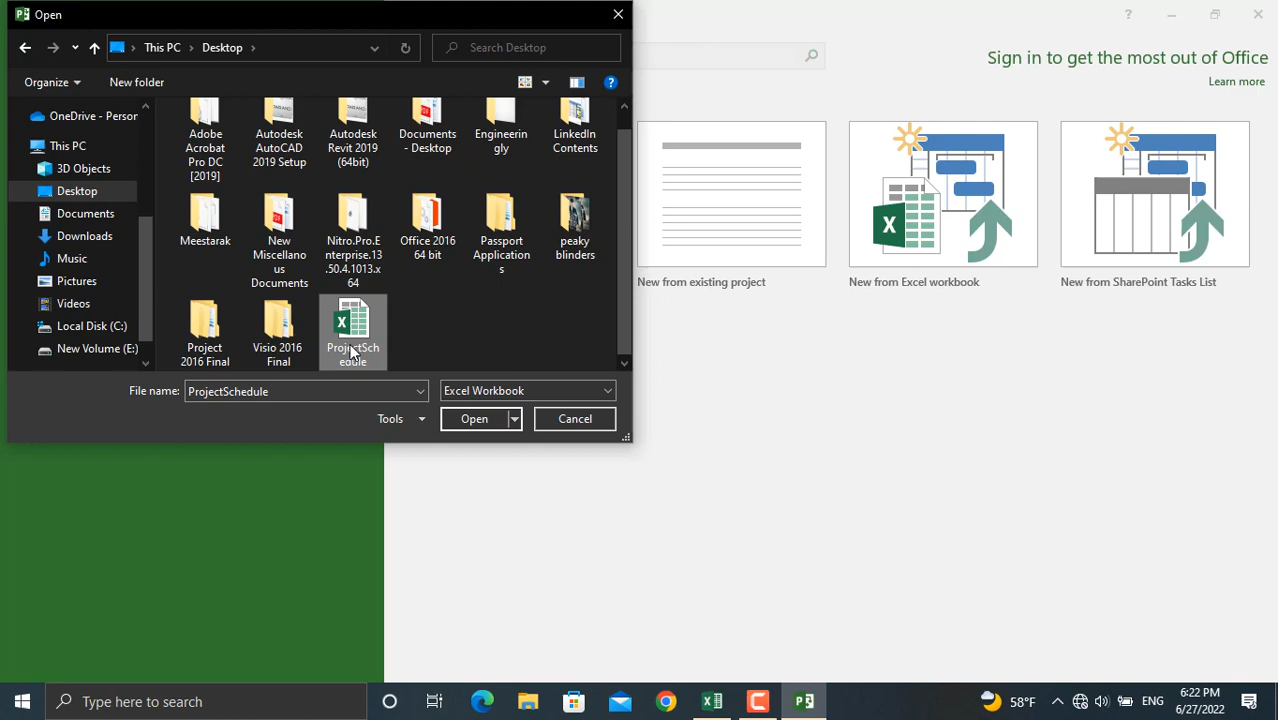 Open
This PC
Desktop
Search Desktop
Organize
New folder
OneDrive - Person
This PC
3D Objects
Desktop
Documents
Downloads
Music
Pictures
Videos
Local Disk (C:)
New Volume (E:)
Adobe
Acrobat
Pro DC
[2019]
Autodesk
AutoCAD
2019 Setup
Autodesk
Revit 2019
(64bit)
Documents
- Desktop
Engineerin
gly
LinkedIn
Contents
Meestarak
New
Miscellano
us
Documents
Nitro.Pro.E
nterprise.13
.50.4.1013.x
64
Office 2016
64 bit
Passport
Application
s
peaky
blinders
Project
2016 Final
Visio 2016
Final
ProjectSch
edule
File name:
ProjectSchedule
Excel Workbook
Tools
Open
Cancel
Sign in to get the most out of Office
Learn more
New from existing project
New from Excel workbook
New from SharePoint Tasks List
Type here to search
58°F
ENG
6:22 PM
6/27/2022